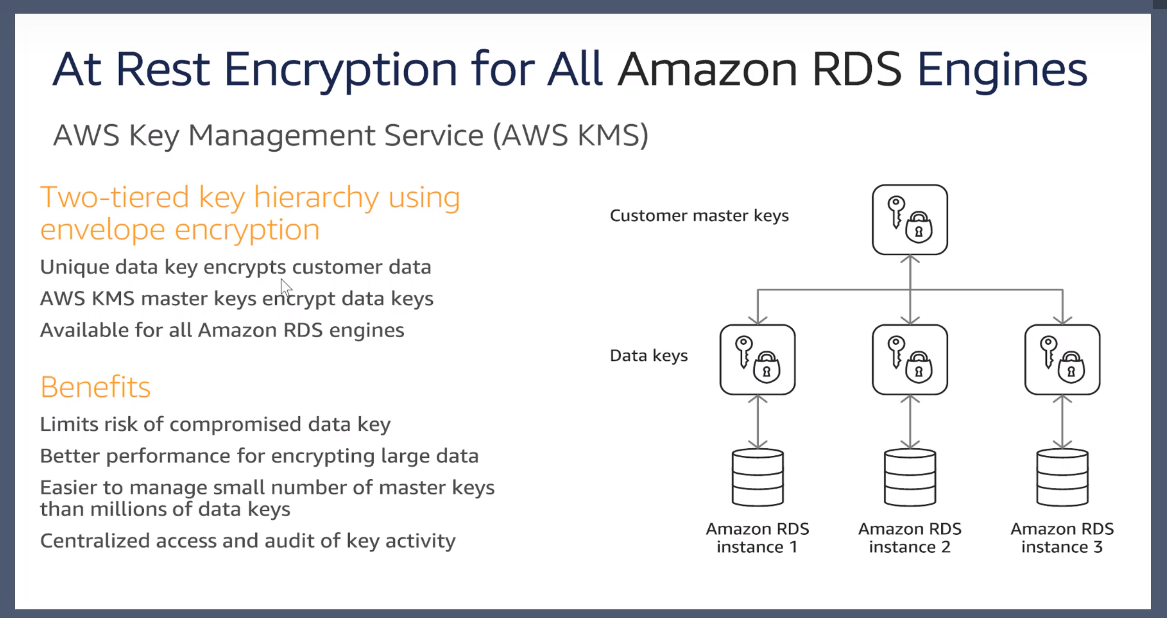 At Rest Encryption for All Amazon RDS Engines
AWS Key Management Service (AWS KMS)
Two-tiered key hierarchy using
envelope encryption
Unique data key encrypts customer data
AWS KMS master keys encrypt data keys
Available for all Amazon RDS engines
Benefits
Limits risk of compromised data key
Better performance for encrypting large data
Easier to manage small number of master keys
than millions of data keys
Centralized access and audit of key activity
Customer master keys
Data keys
Amazon RDS
instance 1
Amazon RDS
instance 2
Amazon RDS
instance 3